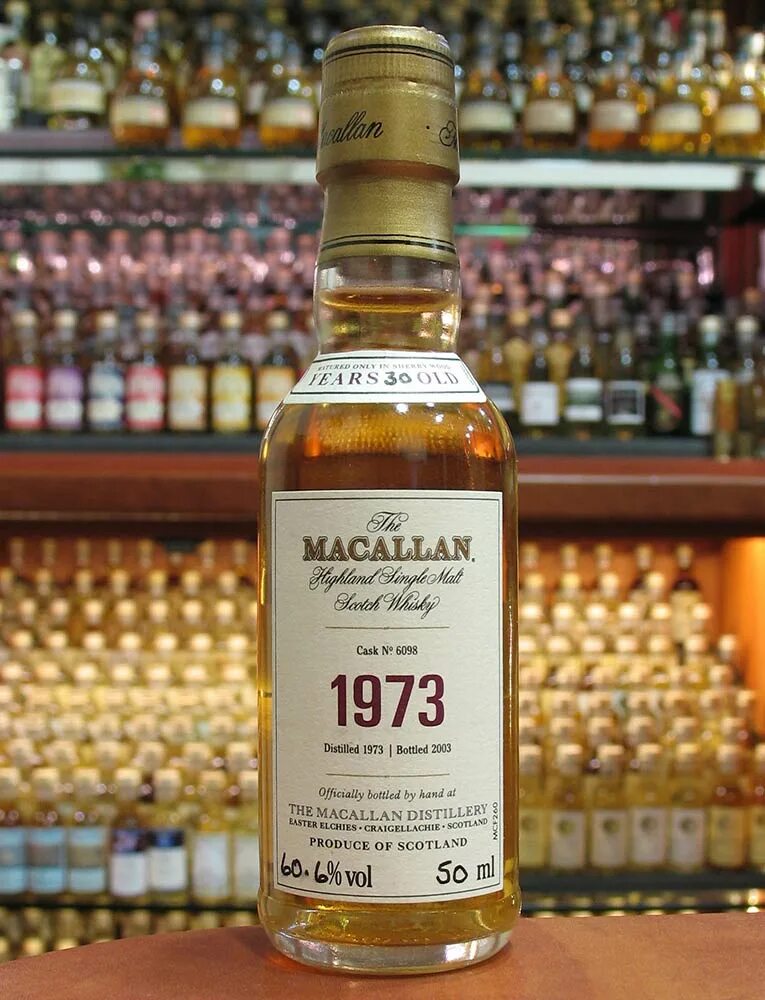 acallan
MATURED ONLY IN SHERRY WOOD
YEARS 30 OLD
The
MACALLAN.
Highland Single Malt
Scotch Whisky
Cask Nº 6098
1973
Distilled 1973 | Bottled 2003
Officially bottled by hand at
THE MACALLAN DISTILLERY
EASTER ELCHIES • CRAIGELLACHIE • SCOTLAND
PRODUCE OF SCOTLAND
60.6% vol 50 ml
MCF260